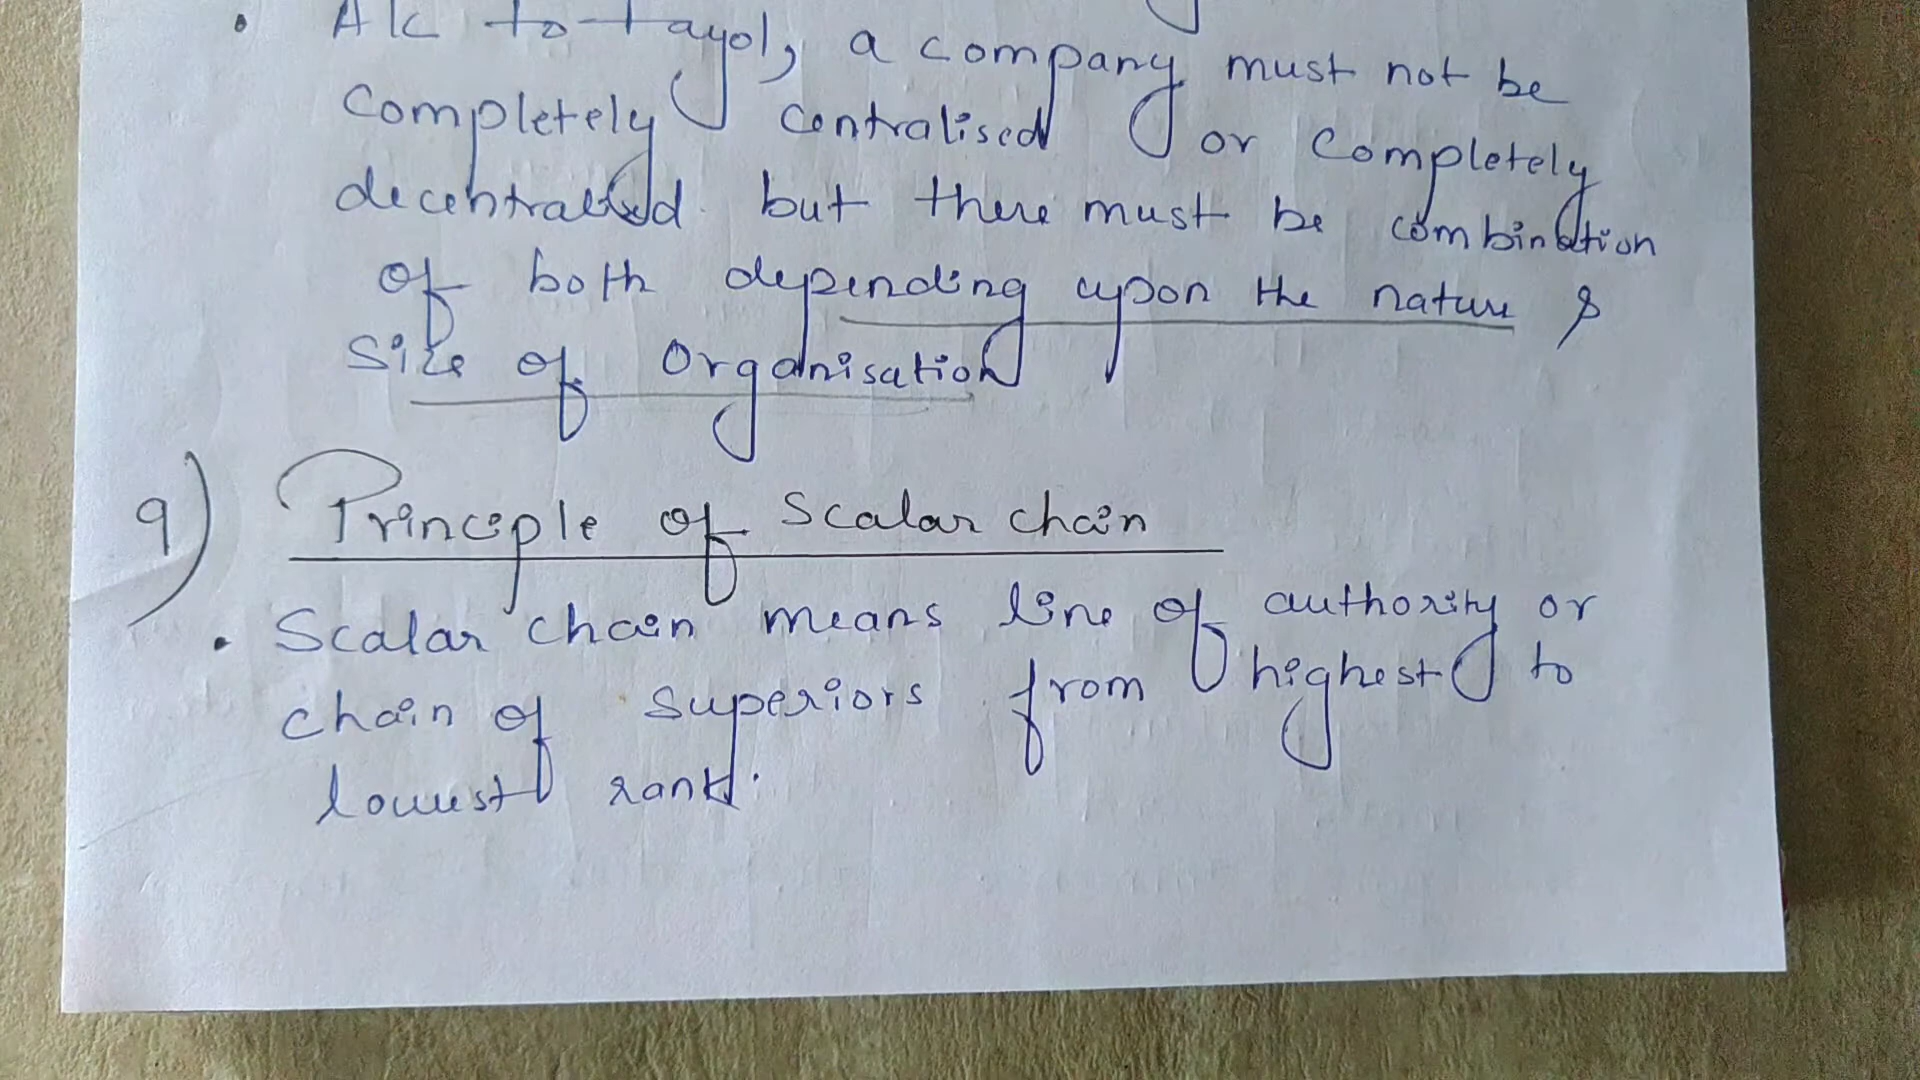 • A/c to Fayol, a company must not be
completely centralised or completely
decentralised but there must be combination
of both depending upon the nature &
size of Organisation
9) Principle of Scalar chain
• Scalar chain means line of authority or
chain of superiors from highest to
lowest rank.